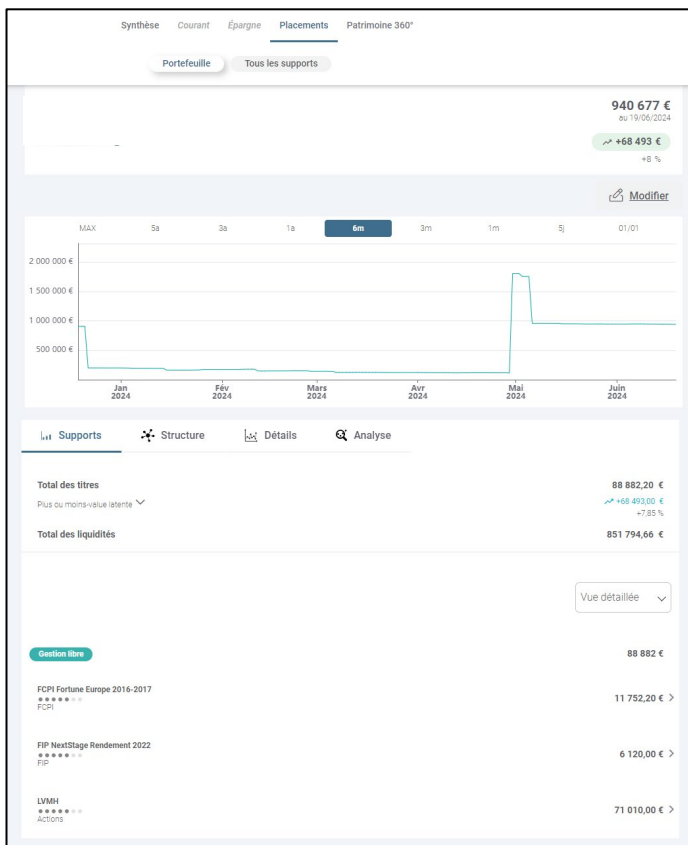 Synthèse Courant Épargne Placements Patrimoine 360°
Portefeuille Tous les supports
940 677 €
au 19/06/2024
+68 493 €
+8 %
Modifier
MAX 5a 3a 1a 6m 3m 1m 5j 01/01
2 000 000 €
1 500 000 €
1 000 000 €
500 000 €
Jan Fév Mars Avr Mai Juin
2024 2024 2024 2024 2024 2024
Supports Structure Détails Analyse
Total des titres 88 882,20 €
Plus ou moins-value latente +68 493,00 €
+7,85 %
Total des liquidités 851 794,66 €
Vue détaillée
Gestion libre 88 882 €
FCPI Fortune Europe 2016-2017
FCPI 11 752,20 €
FIP NextStage Rendement 2022
FIP 6 120,00 €
LVMH
Actions 71 010,00 €